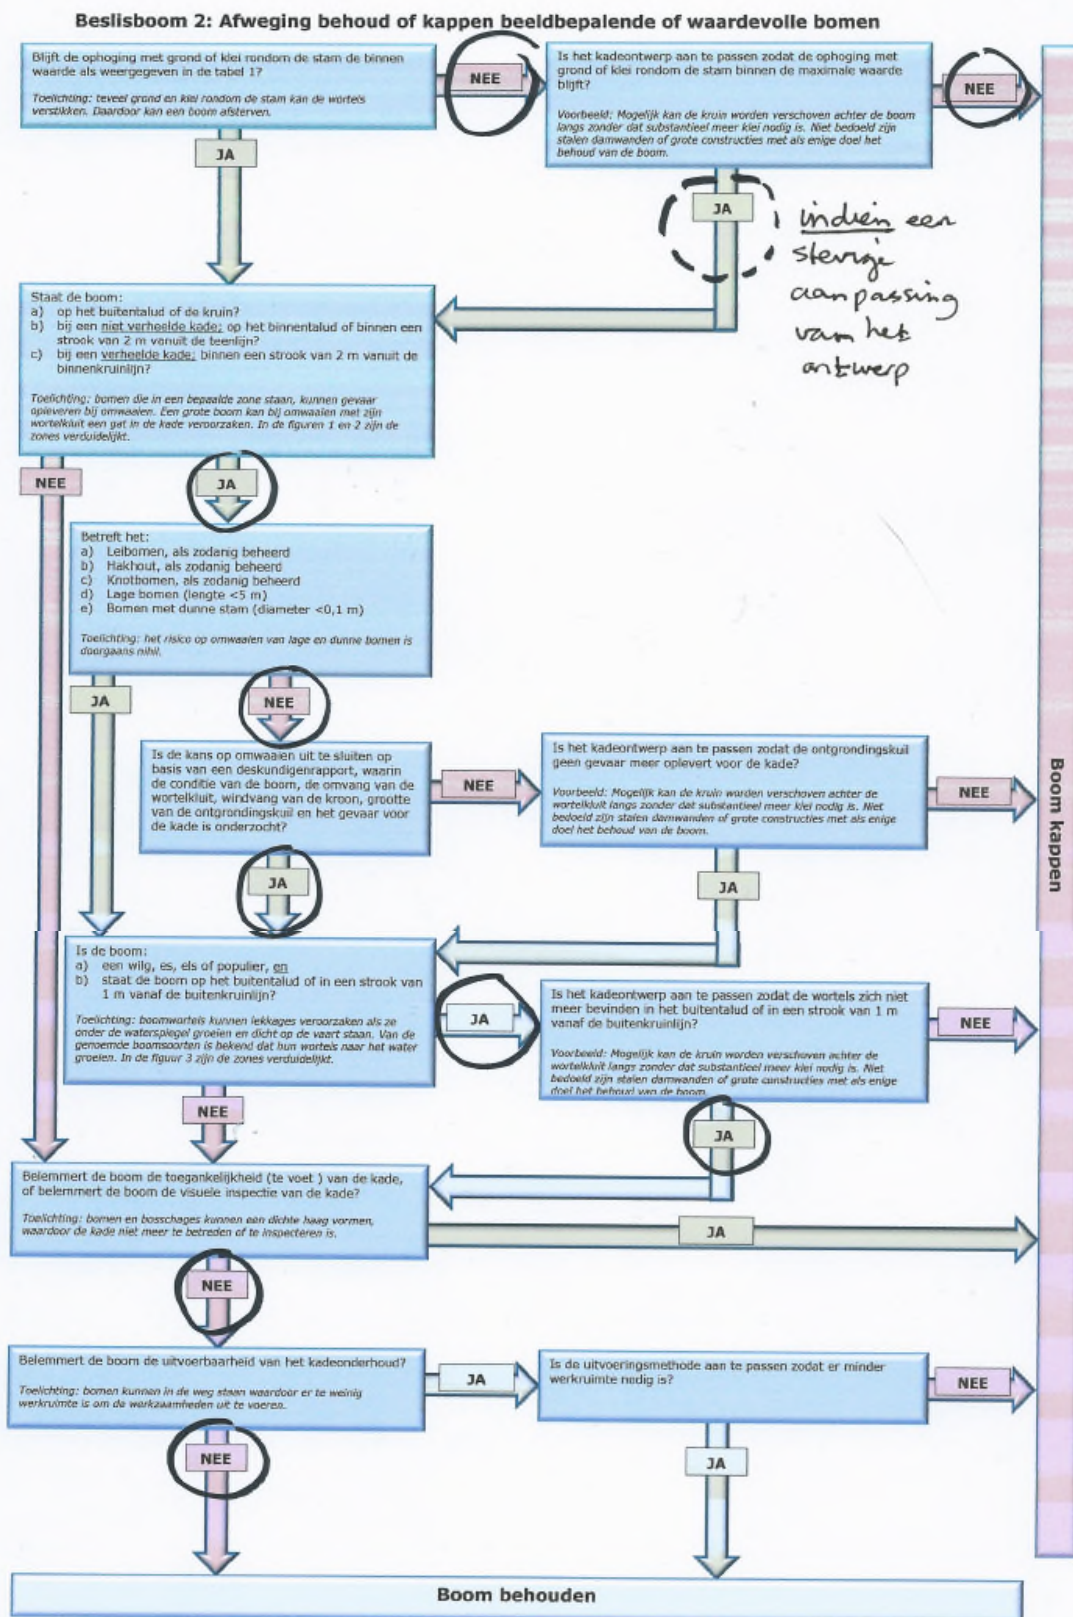 Beslisboom 2: Afweging behoud of kappen beeldbepalende of waardevolle bomen
Blijft de ophoging met grond of klei rondom de stam de binnen
waarde als weergegeven in de tabel 1?
Toelichting: teveel grond en klei rondom de stam kan de wortels
verstikken. Daardoor kan een boom afsterven.
NEE
Is het kadeontwerp aan te passen zodat de ophoging met
grond of klei rondom de stam binnen de maximale waarde
blijft?
Voorbeeld: Mogelijk kan de kruin worden verschoven achter de boom
langs zonder dat substantieel meer klei nodig is. Niet bedoeld zijn
stalen damwanden of grote constructies met als enige doel het
behoud van de boom.
NEE
JA
JA
indien een
stevige
aanpassing
van het
ontwerp
Staat de boom:
a) op het buitentalud of de kruin?
b) bij een niet verheelde kade; op het binnentalud of binnen een
strook van 2 m vanuit de teenlijn?
c) bij een verheelde kade; binnen een strook van 2 m vanuit de
binnenkruinlijn?
Toelichting: bomen die in een bepaalde zone staan, kunnen gevaar
opleveren bij omwaaien. Een grote boom kan bij omwaaien met zijn
wortelkluit een gat in de kade veroorzaken. In de figuren 1 en 2 zijn de
zones verduidelijkt.
NEE
JA
Betreft het:
a) Leibomen, als zodanig beheerd
b) Hakhout, als zodanig beheerd
c) Knotbomen, als zodanig beheerd
d) Lage bomen (lengte <5 m)
e) Bomen met dunne stam (diameter <0,1 m)
Toelichting: het risico op omwaaien van lage en dunne bomen is
doorgaans nihil.
JA
NEE
Is de kans op omwaaien uit te sluiten op
basis van een deskundigenrapport, waarin
de conditie van de boom, de omvang van de
wortelkluit, windvang van de kroon, grootte
van de ontgrondingskuil en het gevaar voor
de kade is onderzocht?
NEE
Is het kadeontwerp aan te passen zodat de ontgrondingskuil
geen gevaar meer oplevert voor de kade?
Voorbeeld: Mogelijk kan de kruin worden verschoven achter de
wortelkluit langs zonder dat substantieel meer klei nodig is. Niet
bedoeld zijn stalen damwanden of grote constructies met als enige
doel het behoud van de boom.
NEE
Boom kappen
JA
JA
Is de boom:
a) een wilg, es, els of populier, en
b) staat de boom op het buitentalud of in een strook van
1 m vanaf de buitenkruinlijn?
Toelichting: boomwortels kunnen lekkages veroorzaken als ze
onder de waterspiegel groeien en dicht op de vaart staan. Van de
genoemde boomsoorten is bekend dat hun wortels naar het water
groeien. In de figuur 3 zijn de zones verduidelijkt.
JA
Is het kadeontwerp aan te passen zodat de wortels zich niet
meer bevinden in het buitentalud of in een strook van 1 m
vanaf de buitenkruinlijn?
Voorbeeld: Mogelijk kan de kruin worden verschoven achter de
wortelkluit langs zonder dat substantieel meer klei nodig is. Niet
bedoeld zijn stalen damwanden of grote constructies met als enige
doel het behoud van de boom.
NEE
NEE
JA
Belemmert de boom de toegankelijkheid (te voet ) van de kade,
of belemmert de boom de visuele inspectie van de kade?
Toelichting: bomen en bosschages kunnen een dichte haag vormen,
waardoor de kade niet meer te betreden of te inspecteren is.
JA
NEE
Belemmert de boom de uitvoerbaarheid van het kadeonderhoud?
Toelichting: bomen kunnen in de weg staan waardoor er te weinig
werkruimte is om de werkzaamheden uit te voeren.
JA
Is de uitvoeringsmethode aan te passen zodat er minder
werkruimte nodig is?
NEE
NEE
JA
Boom behouden